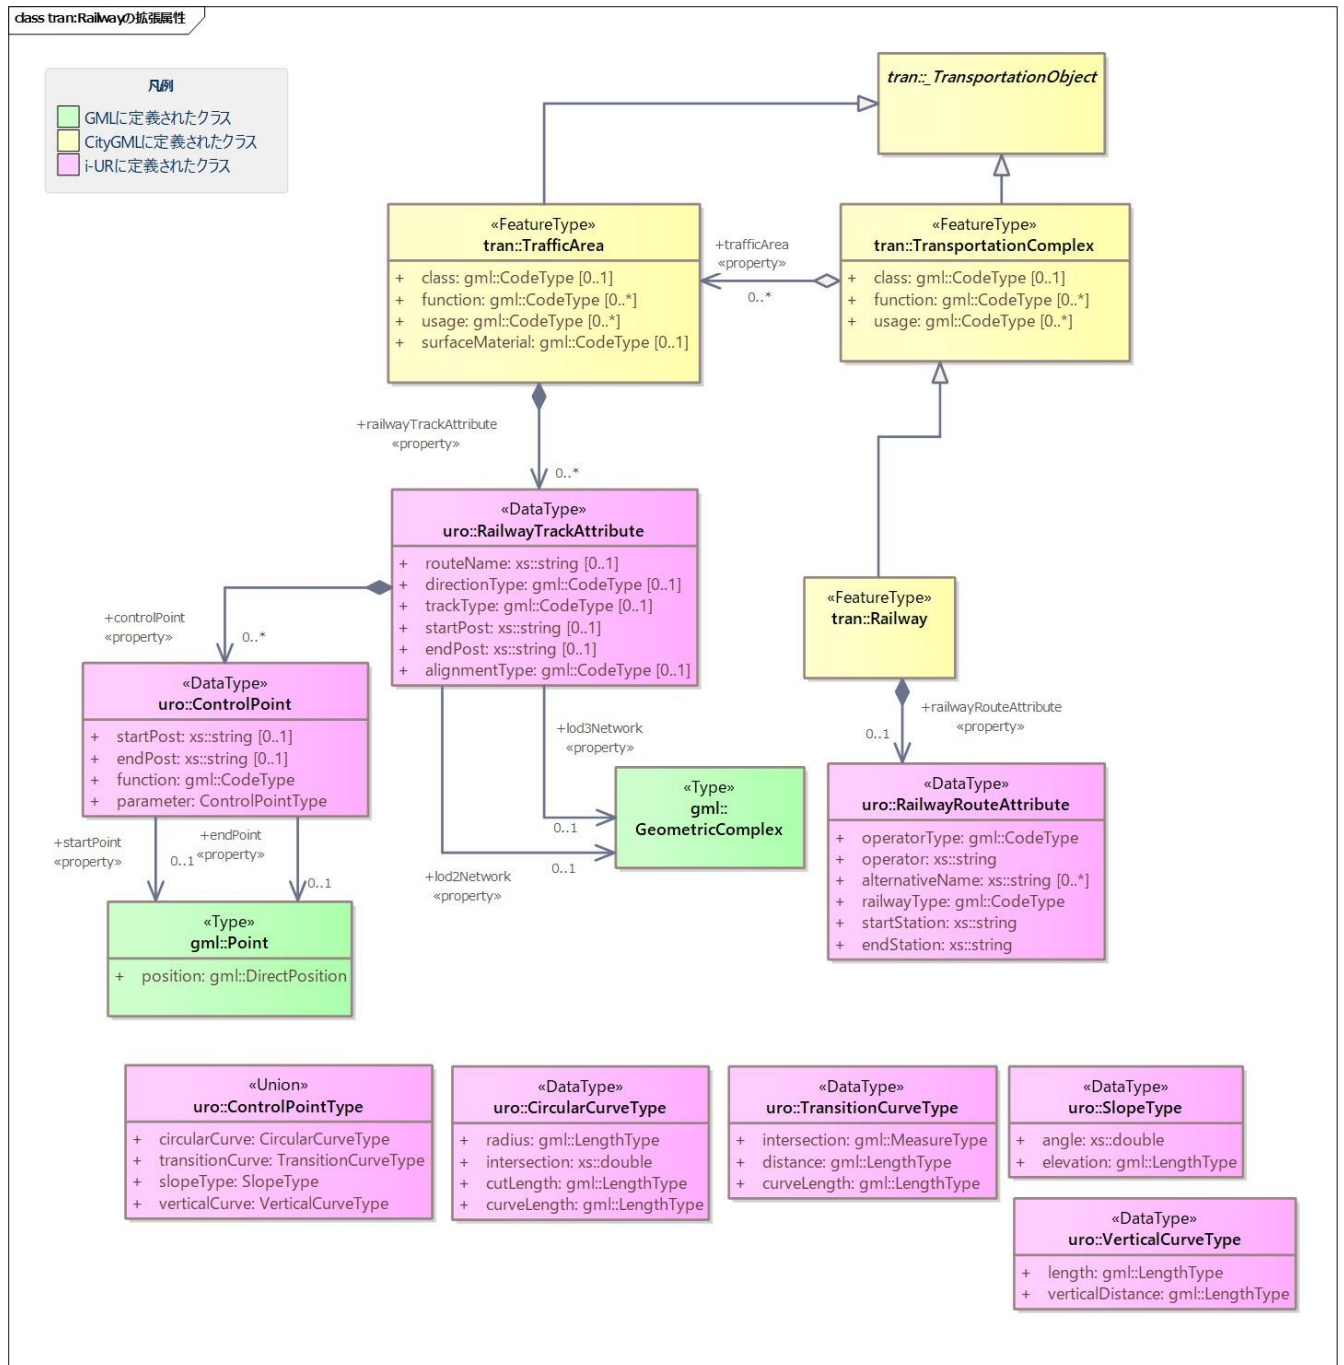 class tran:Railwayの拡張属性
凡例
GMLに定義されたクラス
CityGMLに定義されたクラス
i-URに定義されたクラス
tran::_TransportationObject
«FeatureType»
tran::TrafficArea
+ class: gml::CodeType [0..1]
+ function: gml::CodeType [0..*]
+ usage: gml::CodeType [0..*]
+ surfaceMaterial: gml::CodeType [0..1]
+trafficArea
«property»
0..*
«FeatureType»
tran::TransportationComplex
+ class: gml::CodeType [0..1]
+ function: gml::CodeType [0..*]
+ usage: gml::CodeType [0..*]
+railwayTrackAttribute
«property»
0..*
«DataType»
uro::RailwayTrackAttribute
+ routeName: xs::string [0..1]
+ directionType: gml::CodeType [0..1]
+ trackType: gml::CodeType [0..1]
+ startPost: xs::string [0..1]
+ endPost: xs::string [0..1]
+ alignmentType: gml::CodeType [0..1]
«FeatureType»
tran::Railway
+controlPoint
«property»
0..*
«DataType»
uro::ControlPoint
+ startPost: xs::string [0..1]
+ endPost: xs::string [0..1]
+ function: gml::CodeType
+ parameter: ControlPointType
+lod3Network
«property»
0..1
+lod2Network
«property»
0..1
«Type»
gml::
GeometricComplex
+railwayRouteAttribute
«property»
0..1
«DataType»
uro::RailwayRouteAttribute
+ operatorType: gml::CodeType
+ operator: xs::string
+ alternativeName: xs::string [0..*]
+ railwayType: gml::CodeType
+ startStation: xs::string
+ endStation: xs::string
+startPoint
«property»
0..1
+endPoint
«property»
0..1
«Type»
gml::Point
+ position: gml::DirectPosition
«Union»
uro::ControlPointType
+ circularCurve: CircularCurveType
+ transitionCurve: TransitionCurveType
+ slopeType: SlopeType
+ verticalCurve: VerticalCurveType
«DataType»
uro::CircularCurveType
+ radius: gml::LengthType
+ intersection: xs::double
+ cutLength: gml::LengthType
+ curveLength: gml::LengthType
«DataType»
uro::TransitionCurveType
+ intersection: gml::MeasureType
+ distance: gml::LengthType
+ curveLength: gml::LengthType
«DataType»
uro::SlopeType
+ angle: xs::double
+ elevation: gml::LengthType
«DataType»
uro::VerticalCurveType
+ length: gml::LengthType
+ verticalDistance: gml::LengthType